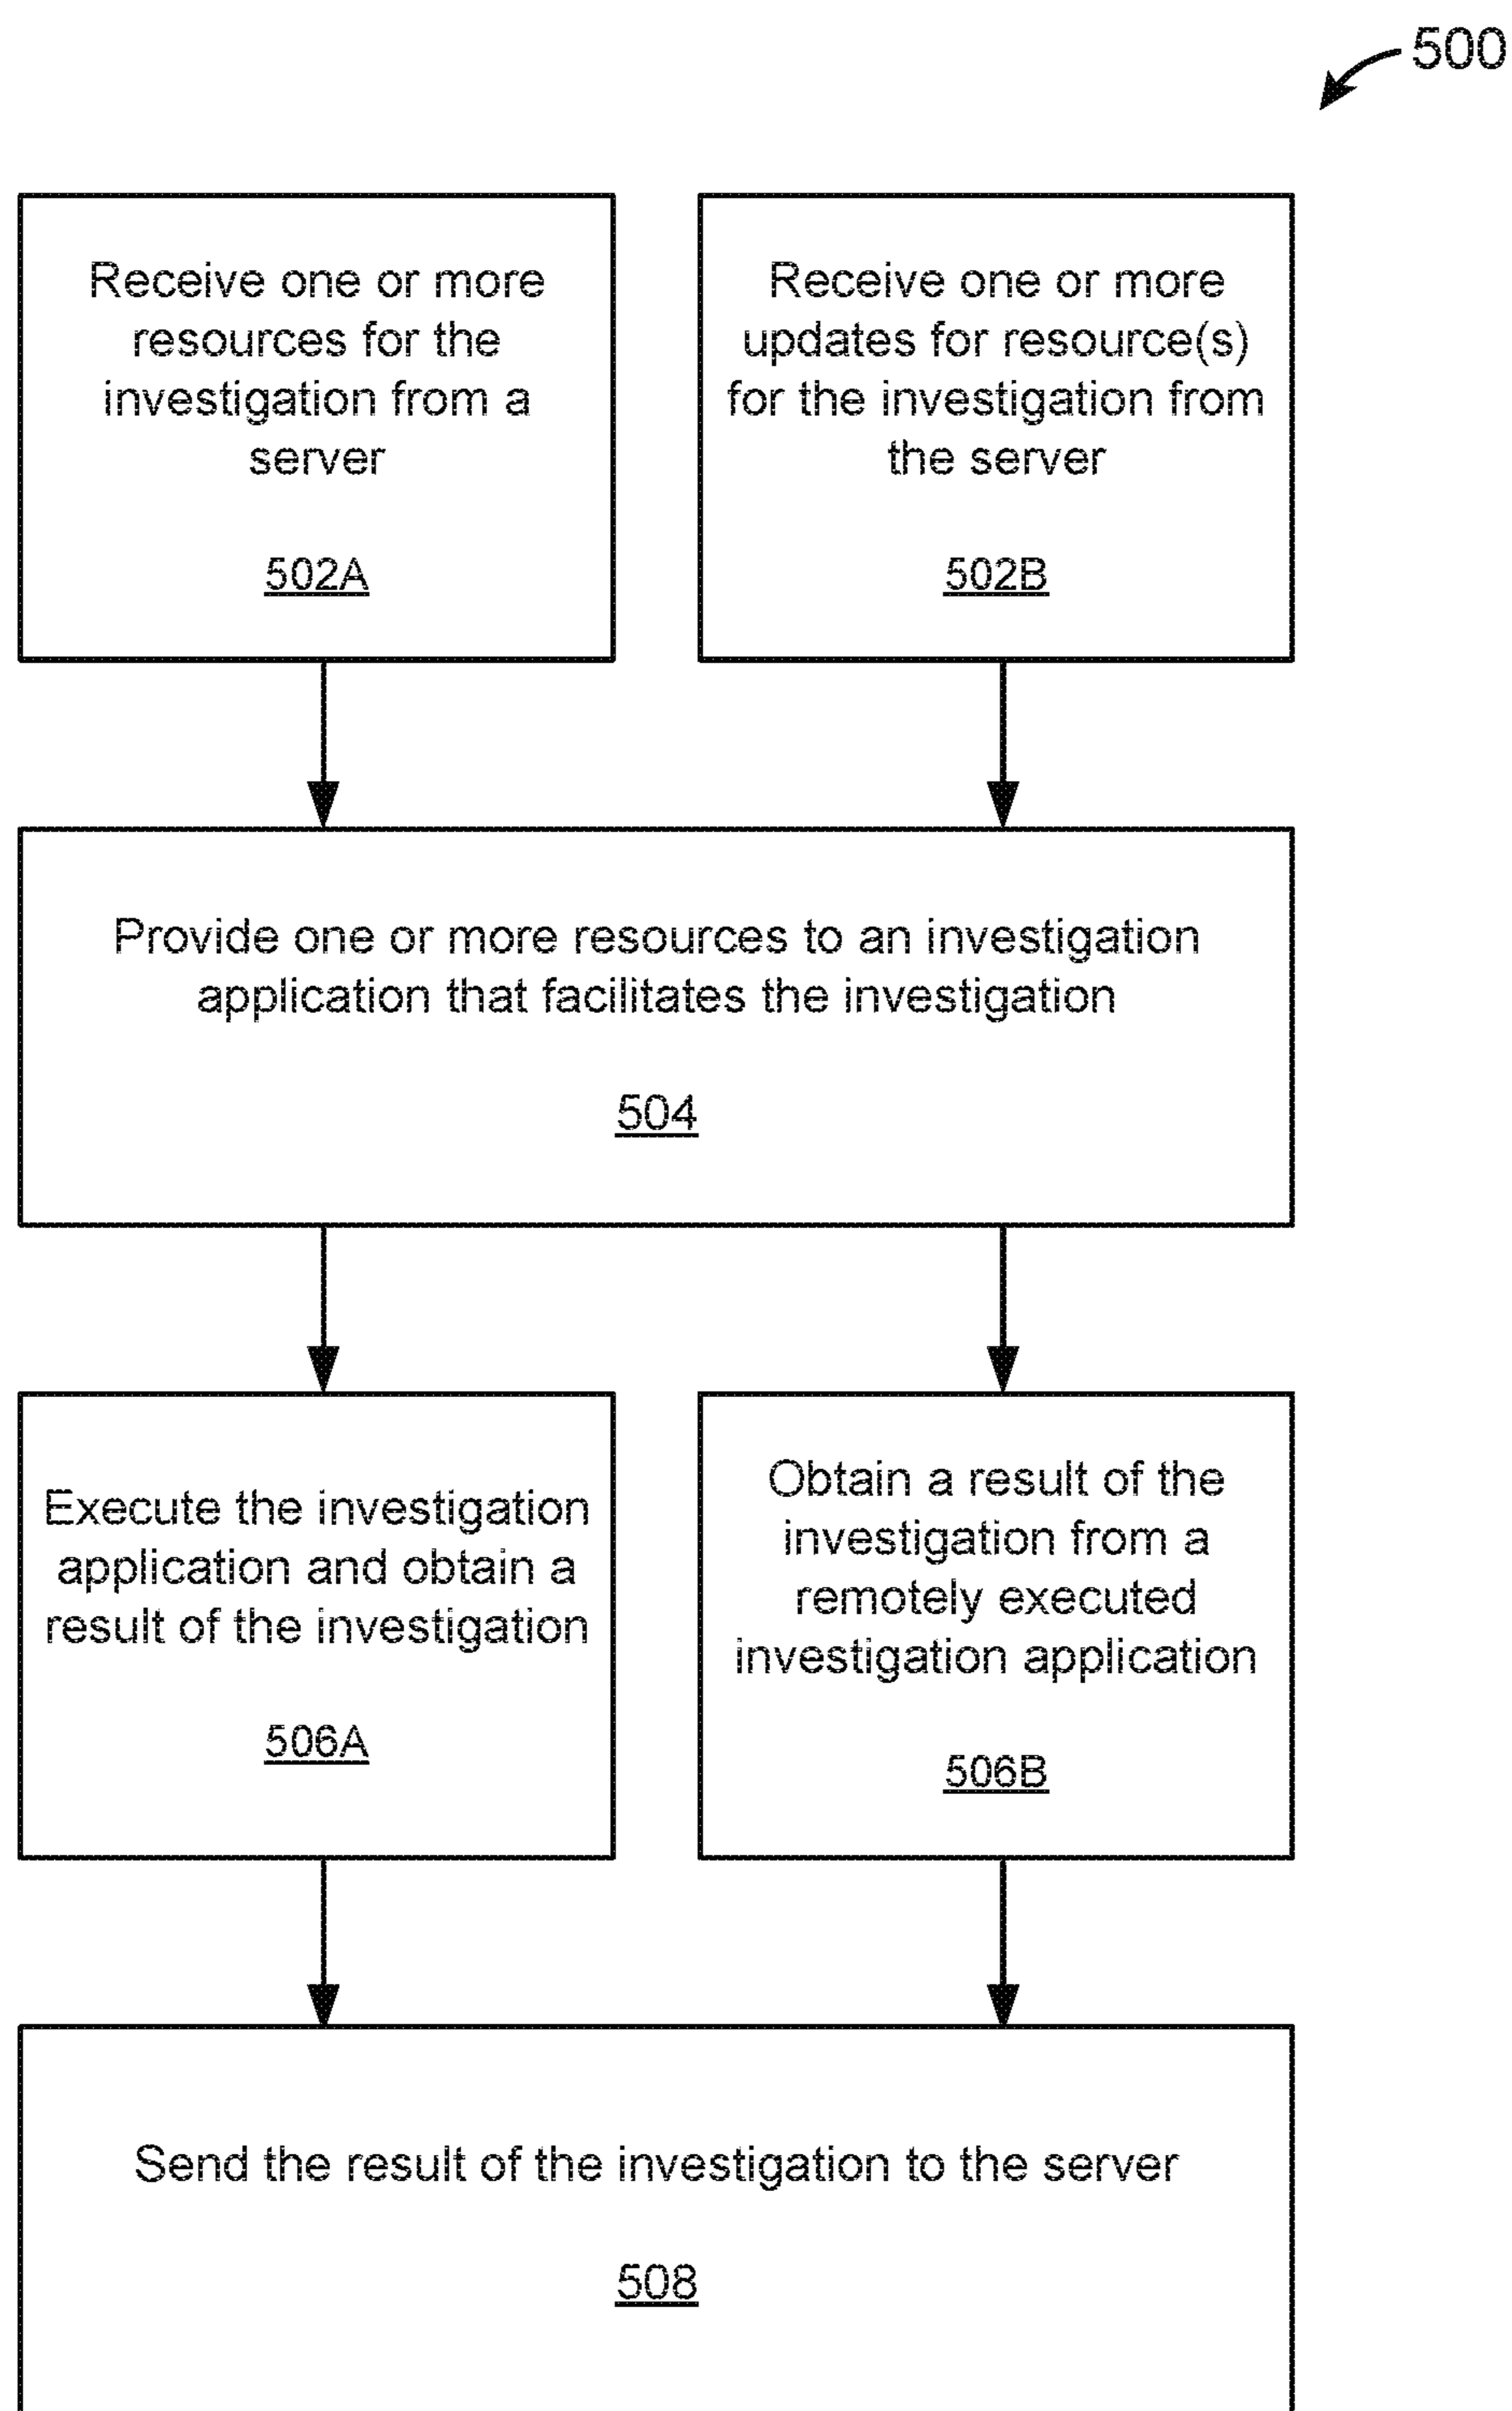 500
Receive one or more
resources for the
investigation from a
server
502A
Receive one or more
updates for resource(s)
for the investigation from
the server
502B
Provide one or more resources to an investigation
application that facilitates the investigation
504
Execute the investigation
application and obtain a
result of the investigation
506A
Obtain a result of the
investigation from a
remotely executed
investigation application
506B
Send the result of the investigation to the server
508